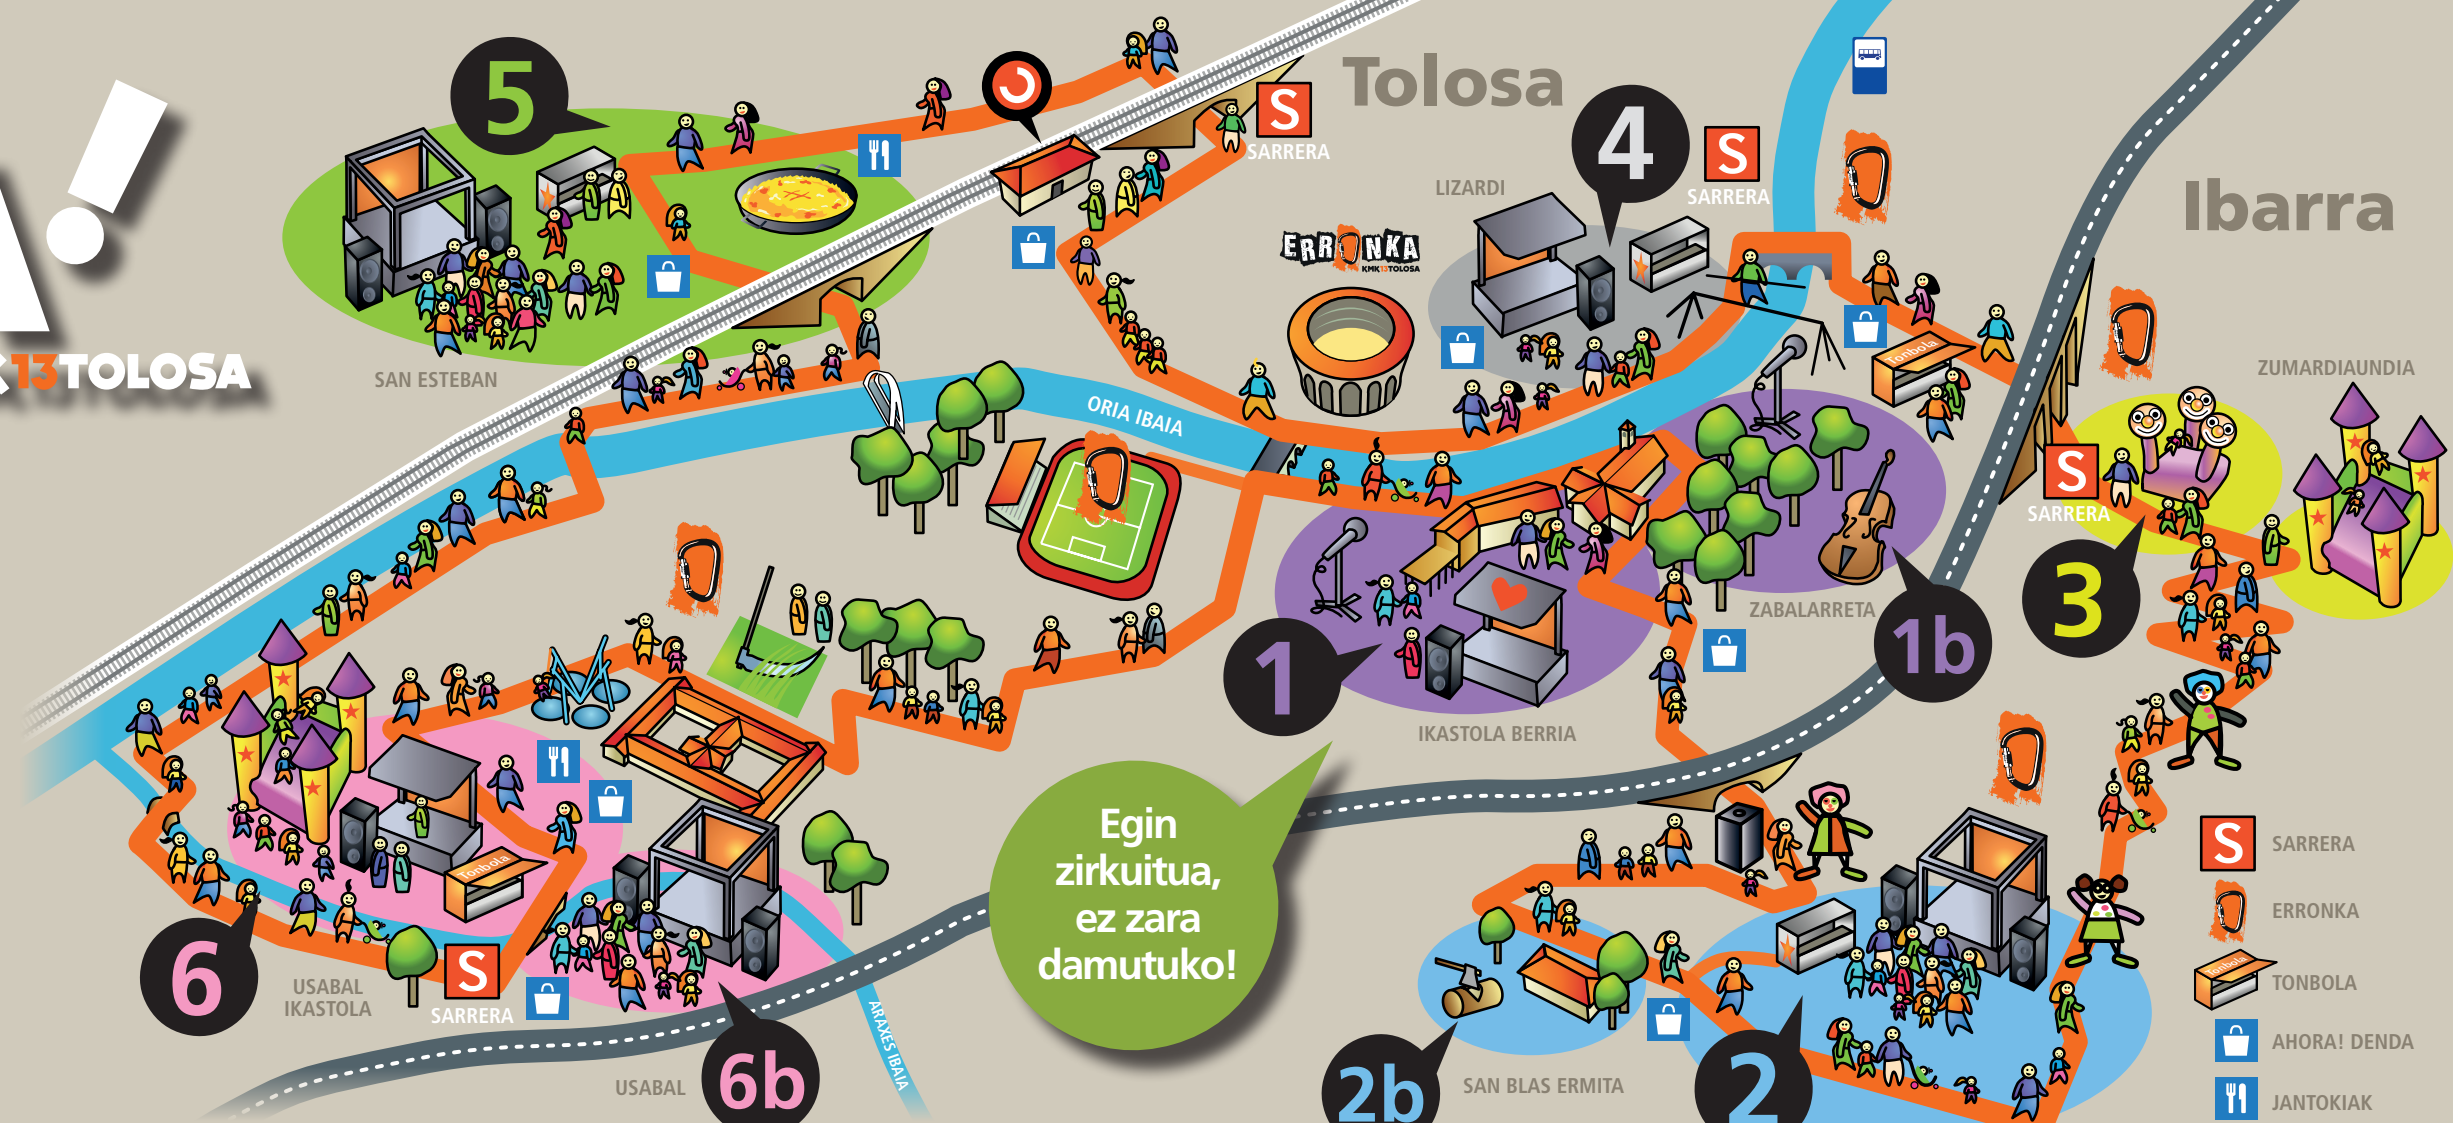 A!
K13TOLOSA
5
SAN ESTEBAN
S
SARRERA
Tolosa
4
LIZARDI
S
SARRERA
ERRONKA
KMK13TOLOSA
Ibarra
Tonbola
ZUMARDIAUNDIA
S
SARRERA
3
ORIA IBAIA
ZABALARRETA
1b
1
IKASTOLA BERRIA
Egin
zirkuitua,
ez zara
damutuko!
Tonbola
6
USABAL
IKASTOLA
S
SARRERA
USABAL
6b
ARAXES IBAIA
2b
SAN BLAS ERMITA
2
S
SARRERA
ERRONKA
Tonbola
TONBOLA
AHORA! DENDA
JANTOKIAK